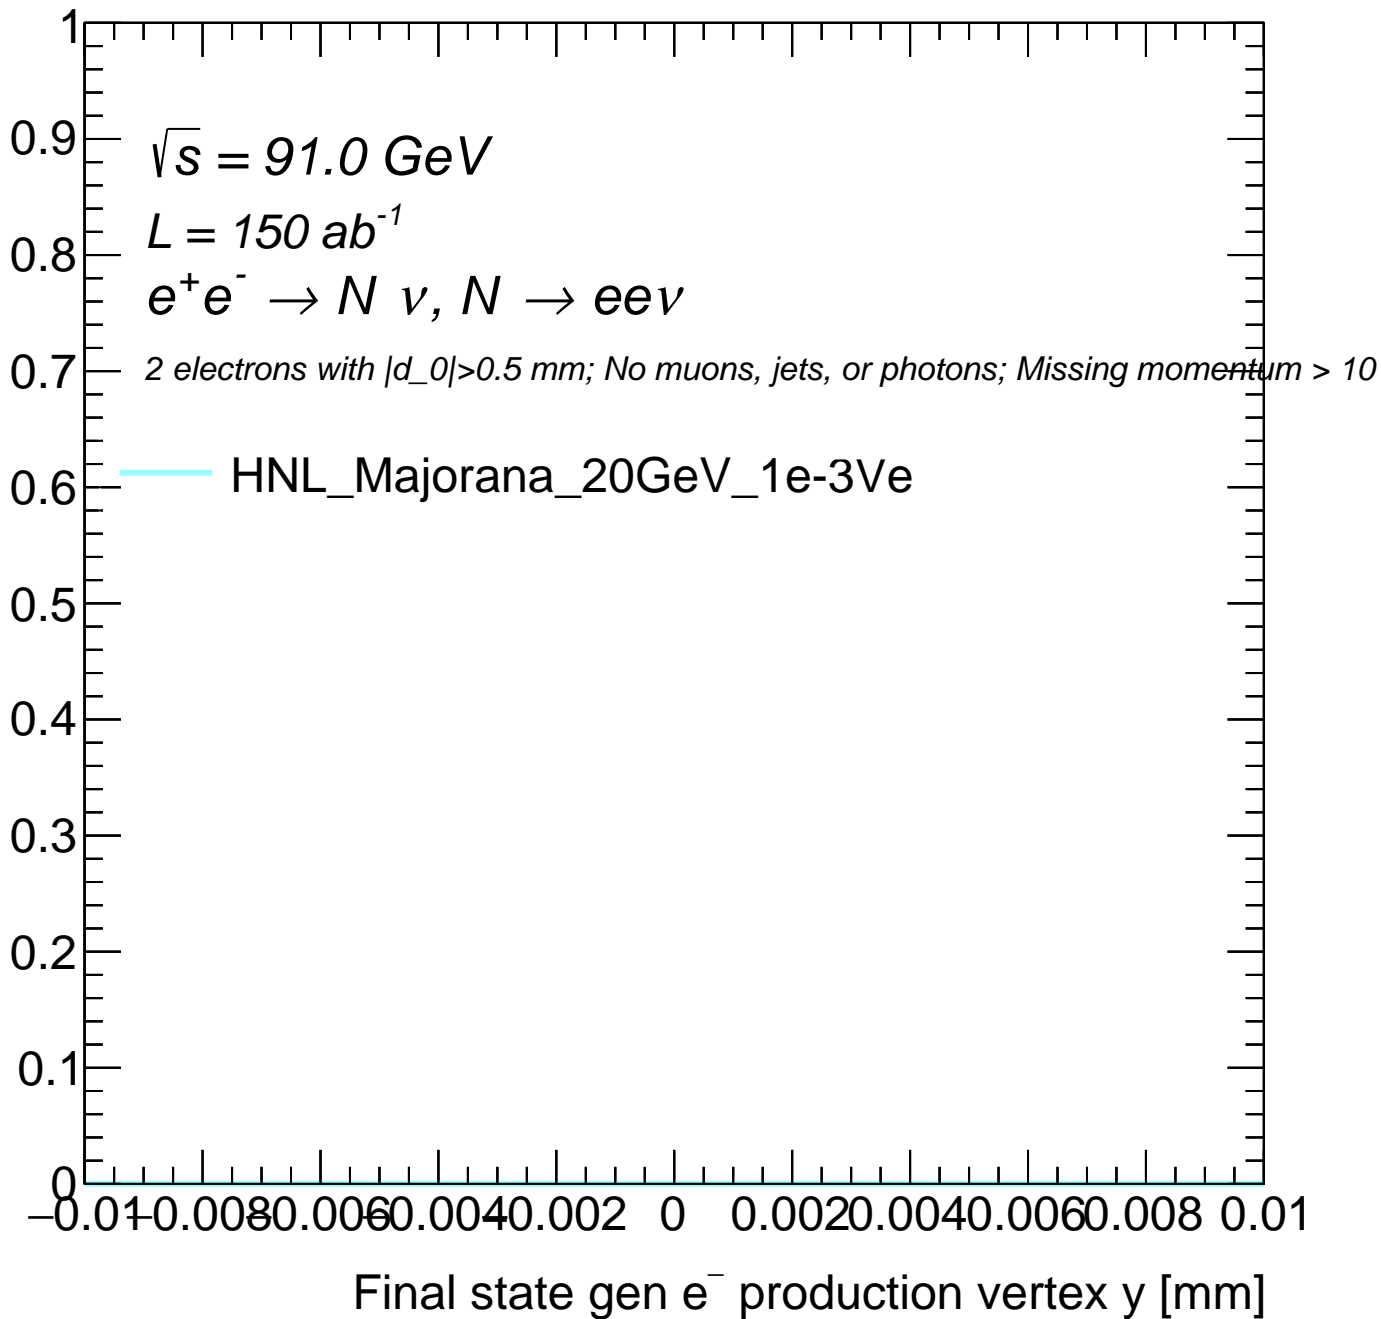 1
0.9
√s = 91.0 GeV
L = 150 ab⁻¹
0.8
e⁺e⁻ → N ν, N → eeν
0.7
2 electrons with |d_0|>0.5 mm; No muons, jets, or photons; Missing momentum > 10
HNL_Majorana_20GeV_1e-3Ve
0.6
0.5
0.4
0.3
0.2
0.1
0
−0.01 −0.008 −0.006 −0.004 −0.002 0 0.002 0.004 0.006 0.008 0.01
Final state gen e⁻ production vertex y [mm]